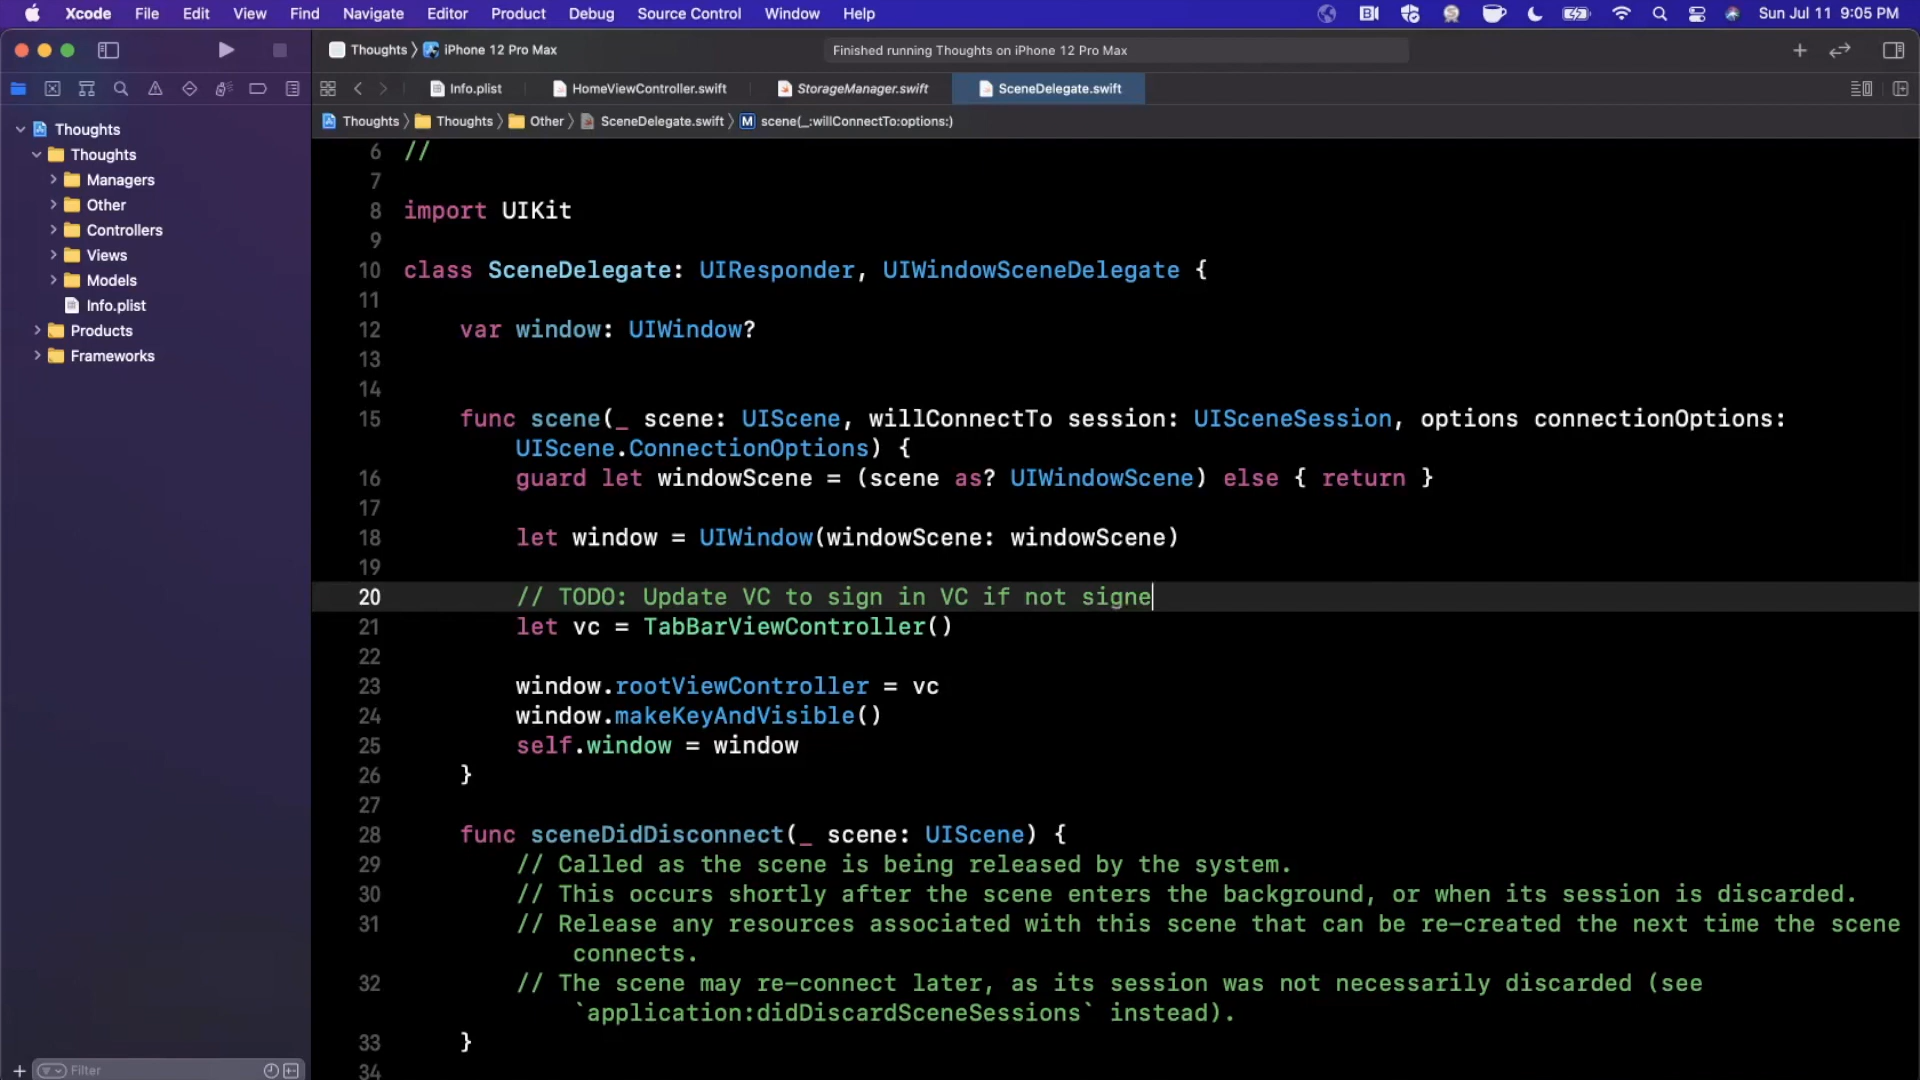 Xcode File Edit View Find Navigate Editor Product Debug Source Control Window Help Sun Jul 11 9:05 PM
Thoughts iPhone 12 Pro Max Finished running Thoughts on iPhone 12 Pro Max
Info.plist HomeViewController.swift StorageManager.swift SceneDelegate.swift
Thoughts Thoughts Other SceneDelegate.swift M scene(_:willConnectTo:options:)
Thoughts
Thoughts
Managers
Other
Controllers
Views
Models
Info.plist
Products
Frameworks
Filter
6 //
7
8 import UIKit
9
10 class SceneDelegate: UIResponder, UIWindowSceneDelegate {
11
12 var window: UIWindow?
13
14
15 func scene(_ scene: UIScene, willConnectTo session: UISceneSession, options connectionOptions:
UIScene.ConnectionOptions) {
16 guard let windowScene = (scene as? UIWindowScene) else { return }
17
18 let window = UIWindow(windowScene: windowScene)
19
20 // TODO: Update VC to sign in VC if not signe
21 let vc = TabBarViewController()
22
23 window.rootViewController = vc
24 window.makeKeyAndVisible()
25 self.window = window
26 }
27
28 func sceneDidDisconnect(_ scene: UIScene) {
29 // Called as the scene is being released by the system.
30 // This occurs shortly after the scene enters the background, or when its session is discarded.
31 // Release any resources associated with this scene that can be re-created the next time the scene
connects.
32 // The scene may re-connect later, as its session was not necessarily discarded (see
`application:didDiscardSceneSessions` instead).
33 }
34